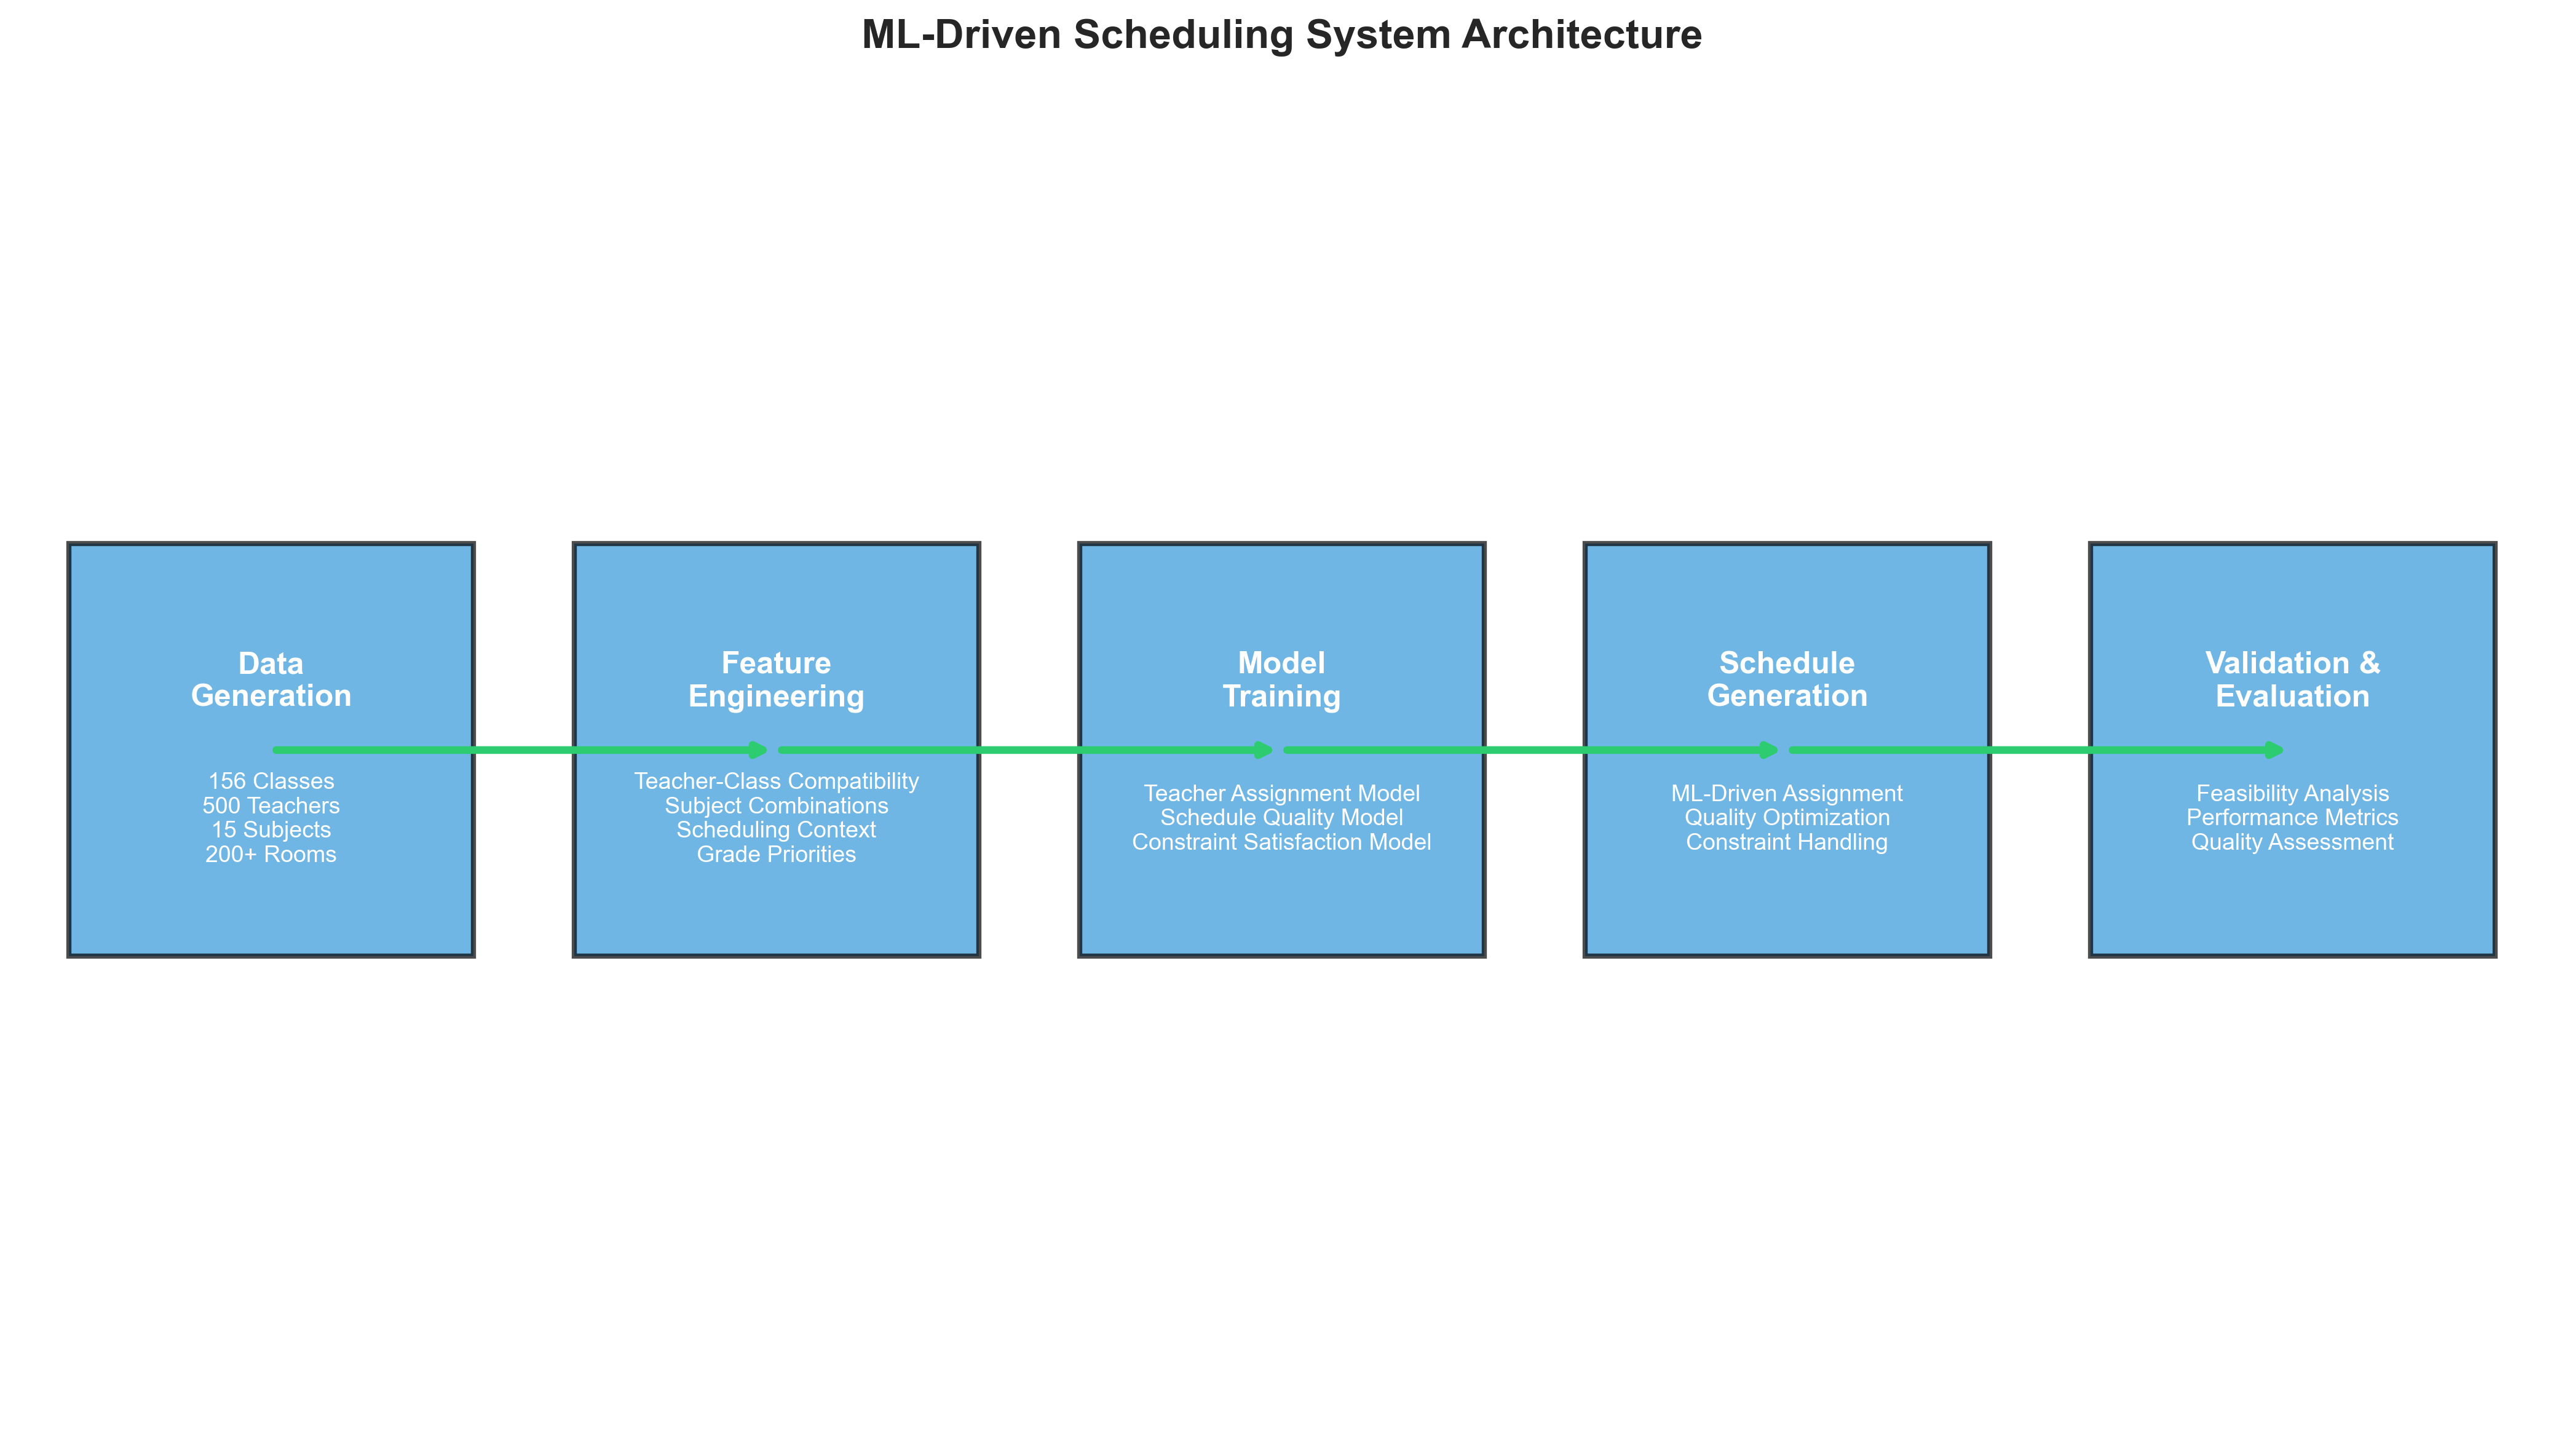 ML-Driven Scheduling System Architecture
Data
Generation
156 Classes
500 Teachers
15 Subjects
200+ Rooms
Feature
Engineering
Teacher-Class Compatibility
Subject Combinations
Scheduling Context
Grade Priorities
Model
Training
Teacher Assignment Model
Schedule Quality Model
Constraint Satisfaction Model
Schedule
Generation
ML-Driven Assignment
Quality Optimization
Constraint Handling
Validation &
Evaluation
Feasibility Analysis
Performance Metrics
Quality Assessment